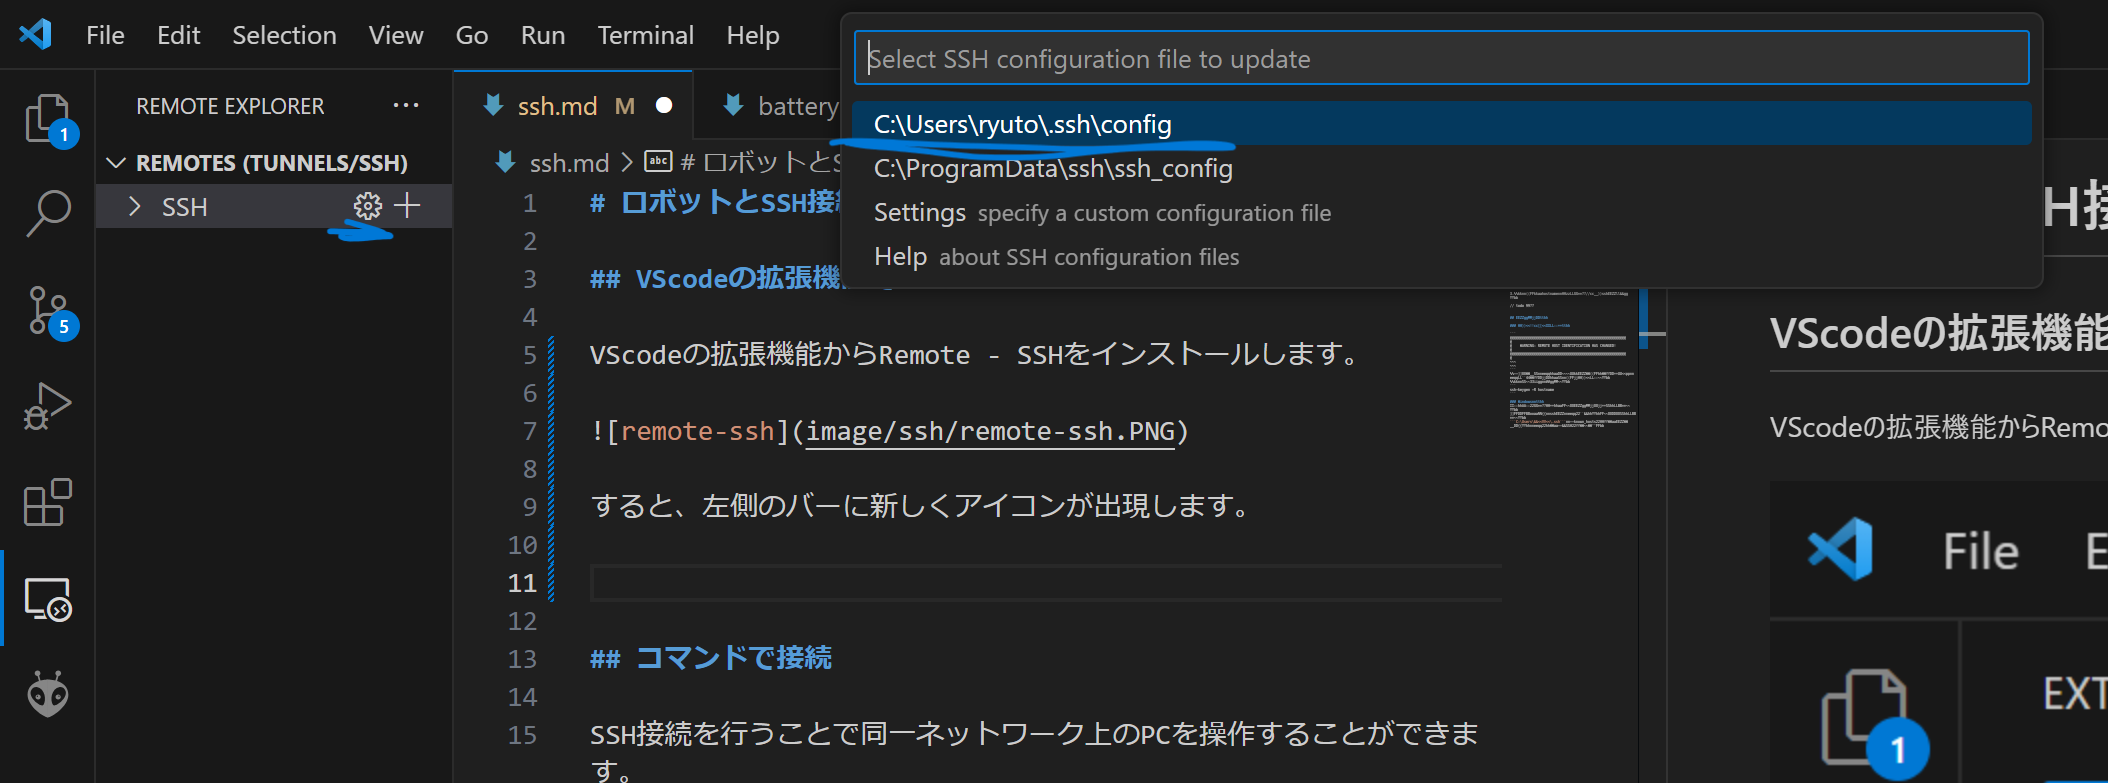 File Edit Selection View Go Run Terminal Help
Select SSH configuration file to update
C:\Users\ryuto\.ssh\config
C:\ProgramData\ssh\ssh_config
Settings specify a custom configuration file
Help about SSH configuration files
REMOTE EXPLORER ...
REMOTES (TUNNELS/SSH)
SSH
1
5
ssh.md M
battery
ssh.md > abc # ロボットとS
1 # ロボットとSSH接
2
3 ## VScodeの拡張機
4
5 VScodeの拡張機能からRemote - SSHをインストールします。
6
7 ![remote-ssh](image/ssh/remote-ssh.PNG)
8
9 すると、左側のバーに新しくアイコンが出現します。
10
11
12
13 ## コマンドで接続
14
15 SSH接続を行うことで同一ネットワーク上のPCを操作することができま
す。
H接
VScodeの拡張機能
VScodeの拡張機能からRemo
File E
EXT
1